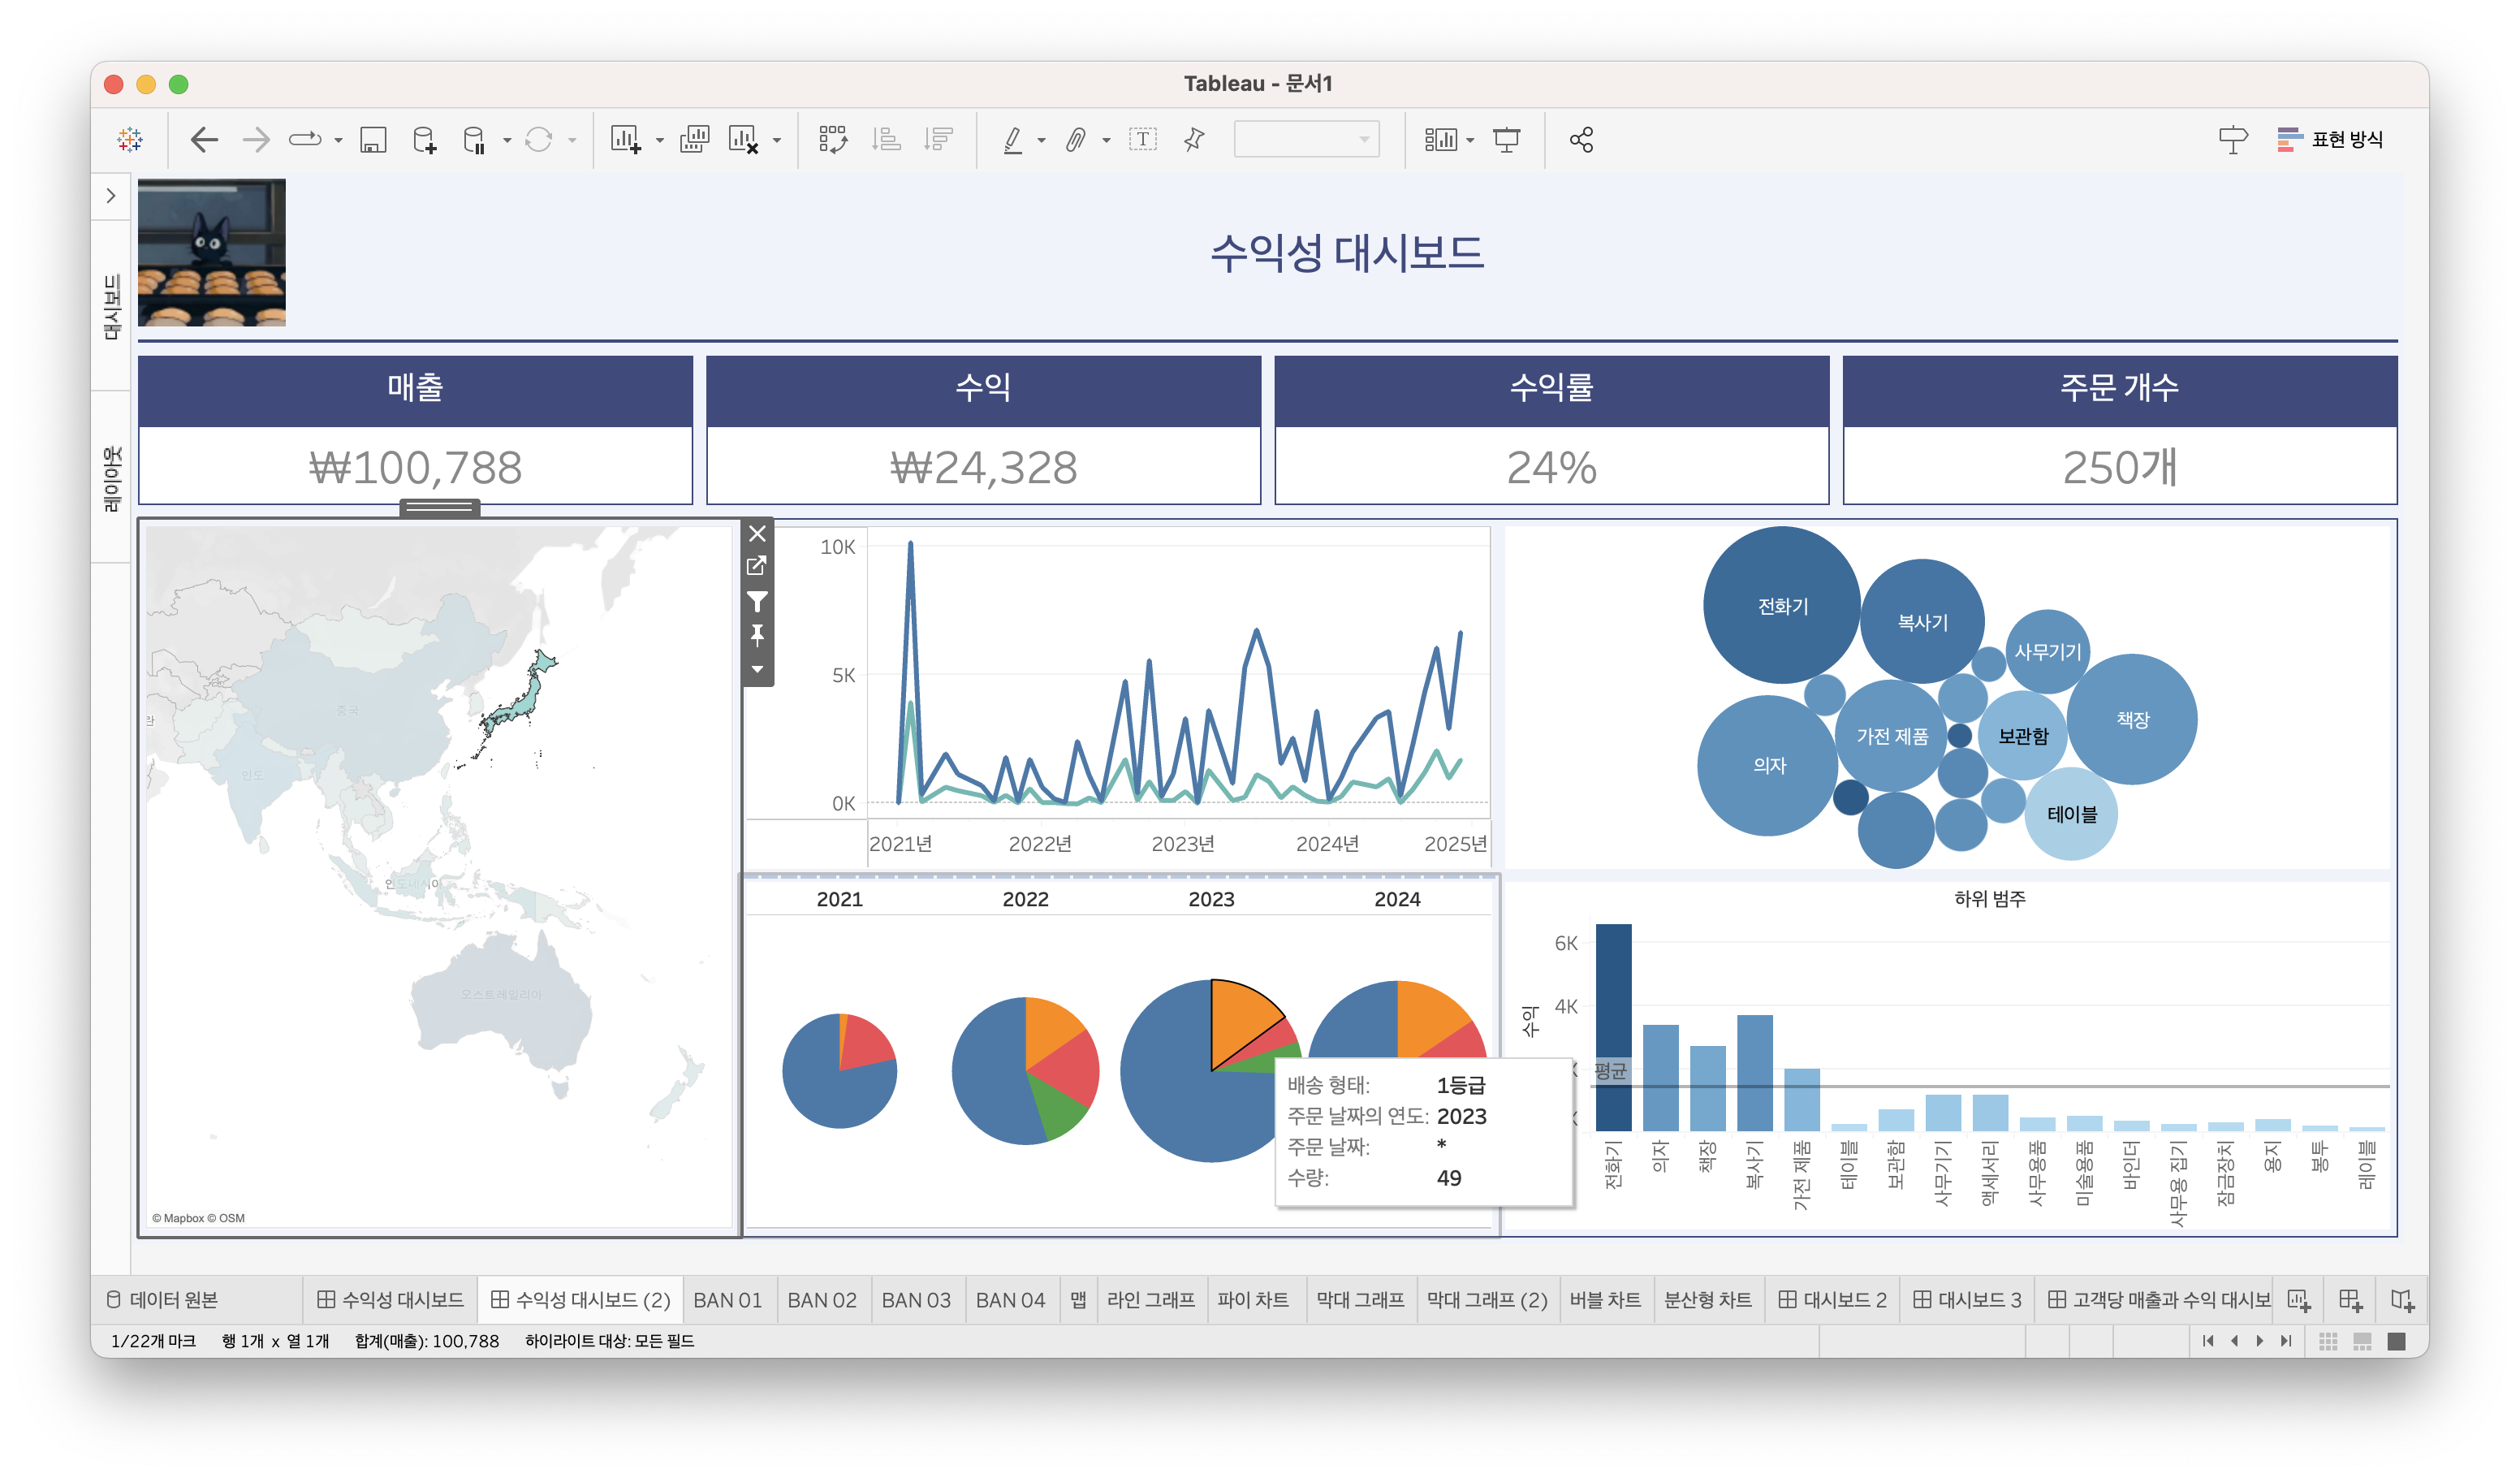 Tableau - 문서1
표현 방식
대시보드
레이아웃
수익성 대시보드
매출
수익
수익률
주문 개수
₩100,788
₩24,328
24%
250개
中国
인도
인도네시아
오스트레일리아
란
© Mapbox © OSM
10K
5K
0K
2021년
2022년
2023년
2024년
2025년
전화기
복사기
사무기기
책장
가전 제품
보관함
의자
테이블
2021
2022
2023
2024
배송 형태: 1등급
주문 날짜의 연도: 2023
주문 날짜: *
수량: 49
하위 범주
수익
6K
4K
평균
전화기
의자
책장
복사기
가전 제품
테이블
보관함
사무기기
액세서리
사무용품
미술용품
바인더
사무용 집기
잠금장치
용지
봉투
레이블
데이터 원본
수익성 대시보드
수익성 대시보드 (2)
BAN 01
BAN 02
BAN 03
BAN 04
맵
라인 그래프
파이 차트
막대 그래프
막대 그래프 (2)
버블 차트
분산형 차트
대시보드 2
대시보드 3
고객당 매출과 수익 대시보
1/22개 마크 행 1개 x 열 1개 합계(매출): 100,788 하이라이트 대상: 모든 필드